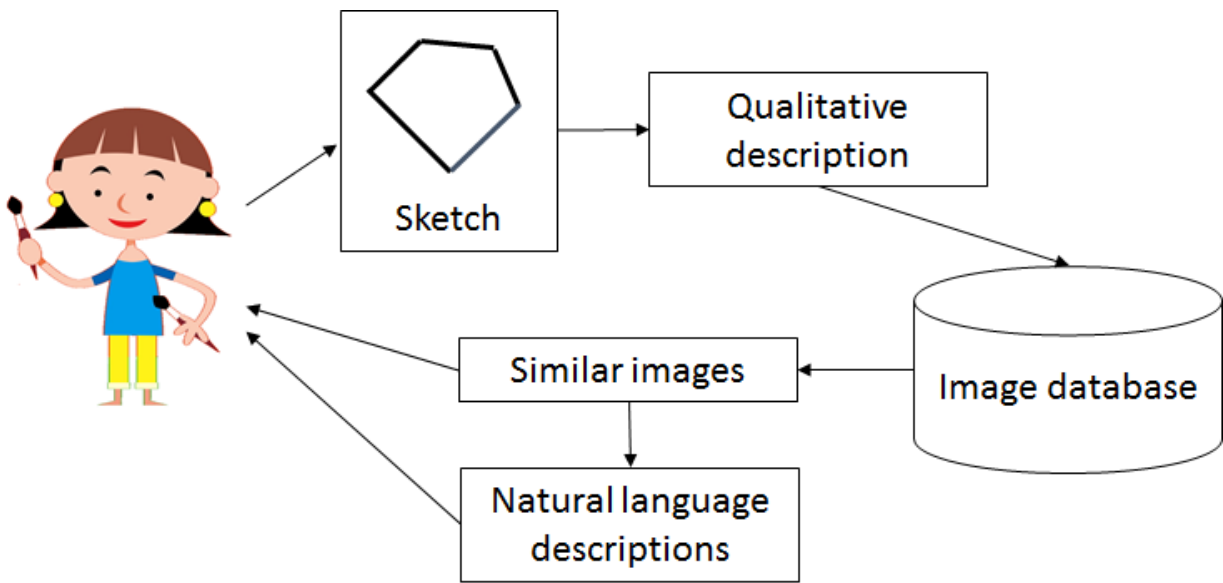 Sketch
Qualitative
description
Image database
Similar images
Natural language
descriptions